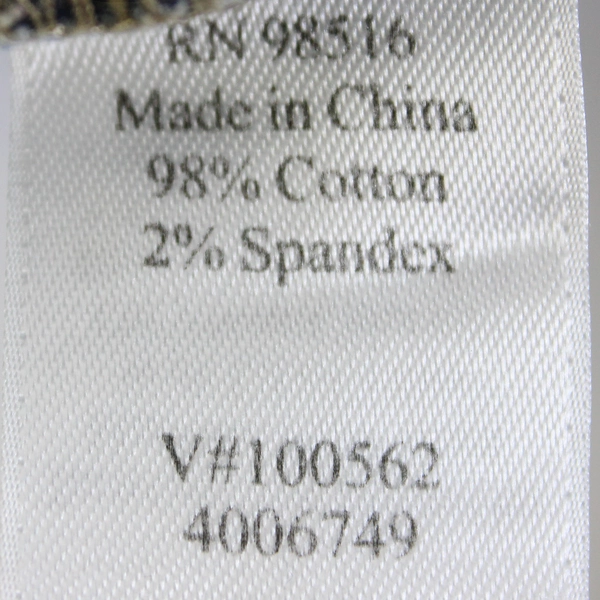 RN 98516
Made in China
98% Cotton
2% Spandex
V#100562
4006749